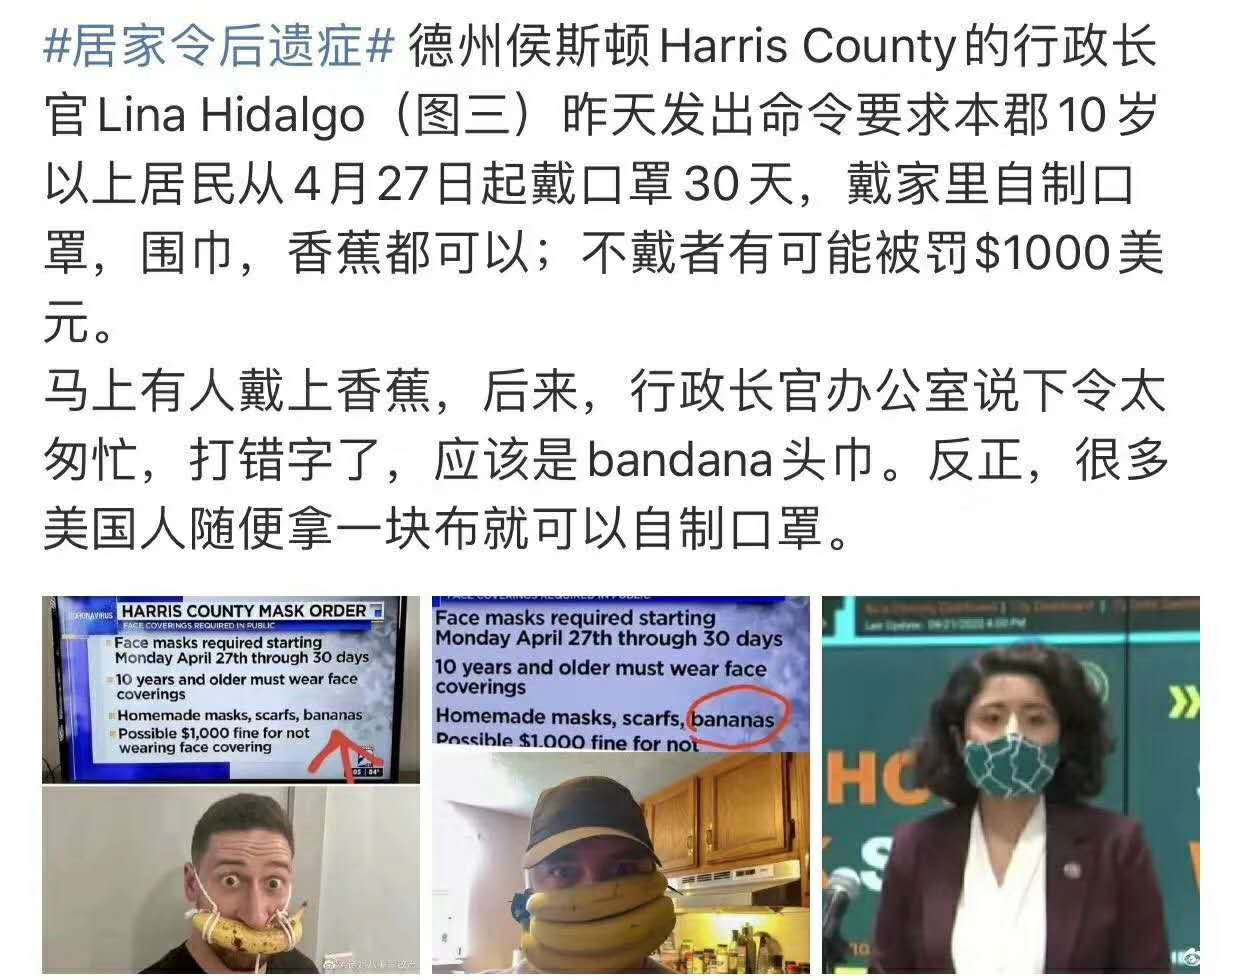 #居家令后遗症# 德州侯斯顿Harris County的行政长
官Lina Hidalgo（图三）昨天发出命令要求本郡10岁
以上居民从4月27日起戴口罩30天，戴家里自制口
罩，围巾，香蕉都可以；不戴者有可能被罚$1000美
元。
马上有人戴上香蕉，后来，行政长官办公室说下令太
匆忙，打错字了，应该是bandana头巾。反正，很多
美国人随便拿一块布就可以自制口罩。
CORONAVIRUS
HARRIS COUNTY MASK ORDER
FACE COVERINGS REQUIRED IN PUBLIC
Face masks required starting
Monday April 27th through 30 days
10 years and older must wear face
coverings
Homemade masks, scarfs, bananas
Possible $1,000 fine for not
wearing face covering
FACE COVERINGS REQUIRED IN PUBLIC
Face masks required starting
Monday April 27th through 30 days
10 years and older must wear face
coverings
Homemade masks, scarfs, bananas
Possible $1,000 fine for not
HO